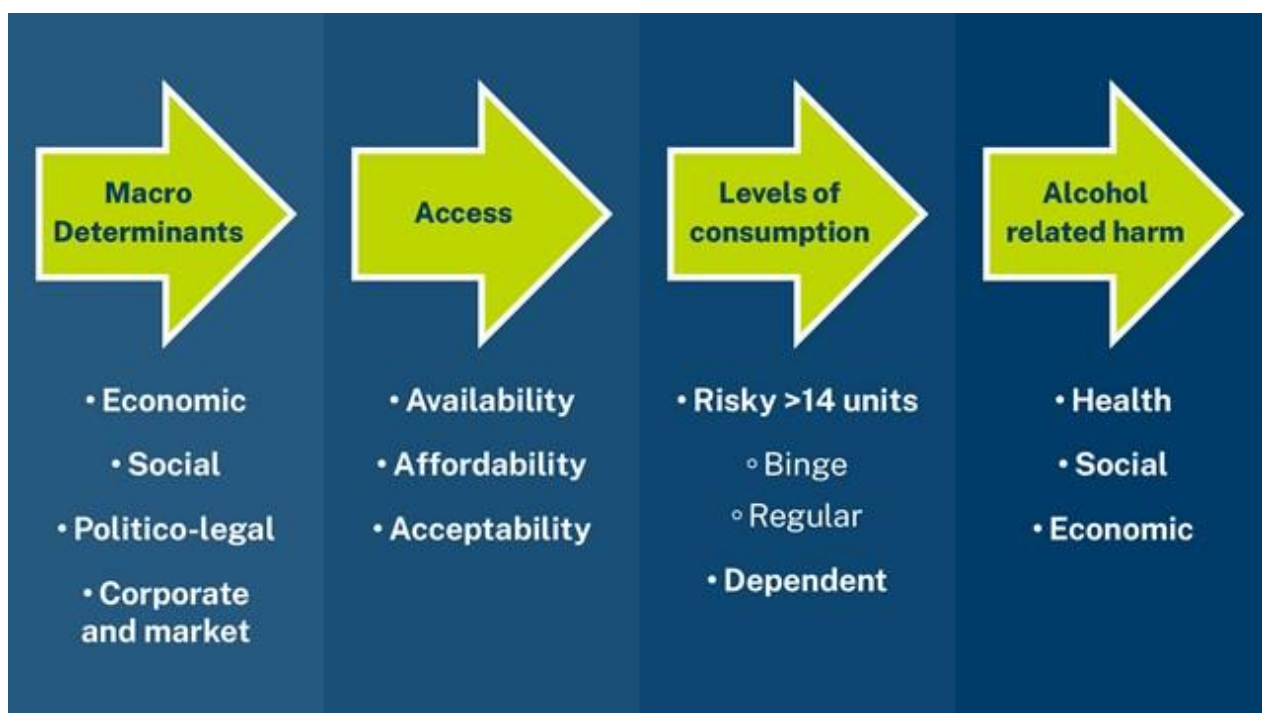 Macro
Determinants
• Economic
• Social
• Politico-legal
• Corporate
and market
Access
• Availability
• Affordability
• Acceptability
Levels of
consumption
• Risky >14 units
◦ Binge
◦ Regular
• Dependent
Alcohol
related harm
• Health
• Social
• Economic